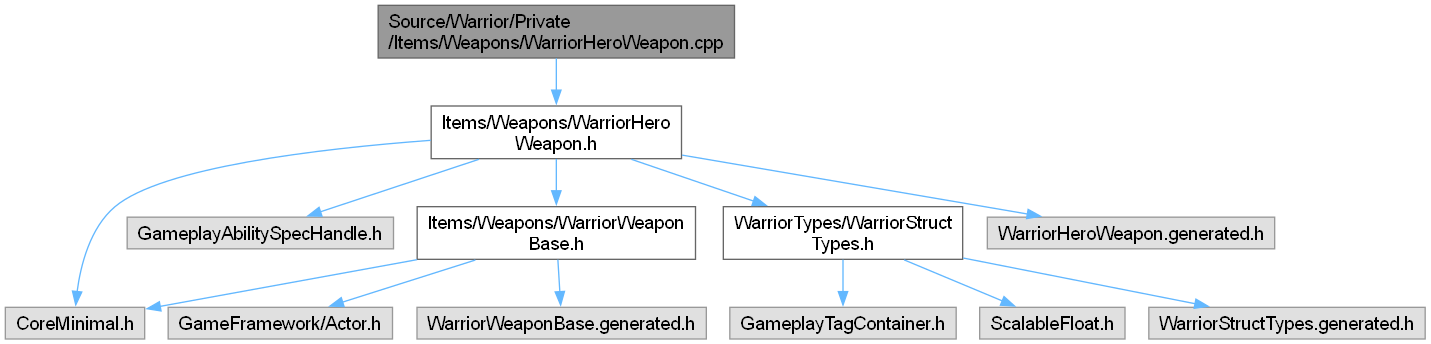 Source/Warrior/Private
/Items/Weapons/WarriorHeroWeapon.cpp
Items/Weapons/WarriorHero
Weapon.h
GameplayAbilitySpecHandle.h
Items/Weapons/WarriorWeapon
Base.h
WarriorTypes/WarriorStruct
Types.h
WarriorHeroWeapon.generated.h
CoreMinimal.h
GameFramework/Actor.h
WarriorWeaponBase.generated.h
GameplayTagContainer.h
ScalableFloat.h
WarriorStructTypes.generated.h